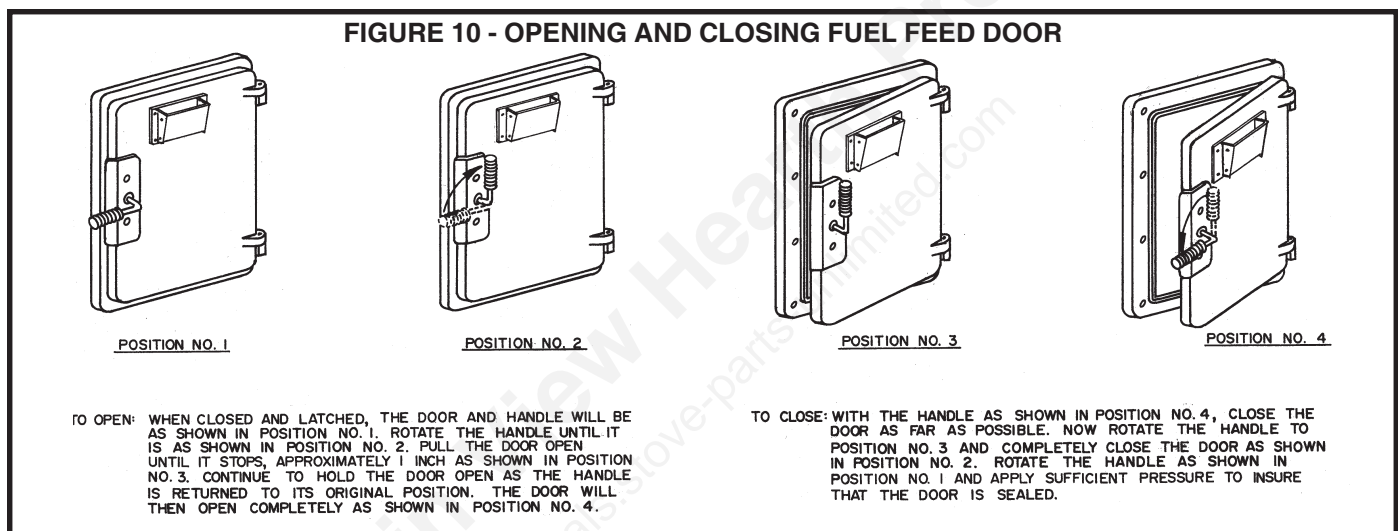 FIGURE 10 - OPENING AND CLOSING FUEL FEED DOOR
POSITION NO. 1
POSITION NO. 2
POSITION NO. 3
POSITION NO. 4
TO OPEN: WHEN CLOSED AND LATCHED, THE DOOR AND HANDLE WILL BE
AS SHOWN IN POSITION NO. 1. ROTATE THE HANDLE UNTIL IT
IS AS SHOWN IN POSITION NO. 2. PULL THE DOOR OPEN
UNTIL IT STOPS, APPROXIMATELY 1 INCH AS SHOWN IN POSITION
NO. 3. CONTINUE TO HOLD THE DOOR OPEN AS THE HANDLE
IS RETURNED TO ITS ORIGINAL POSITION. THE DOOR WILL
THEN OPEN COMPLETELY AS SHOWN IN POSITION NO. 4.
TO CLOSE: WITH THE HANDLE AS SHOWN IN POSITION NO. 4, CLOSE THE
DOOR AS FAR AS POSSIBLE. NOW ROTATE THE HANDLE TO
POSITION NO. 3 AND COMPLETELY CLOSE THE DOOR AS SHOWN
IN POSITION NO. 2. ROTATE THE HANDLE AS SHOWN IN
POSITION NO. 1 AND APPLY SUFFICIENT PRESSURE TO INSURE
THAT THE DOOR IS SEALED.